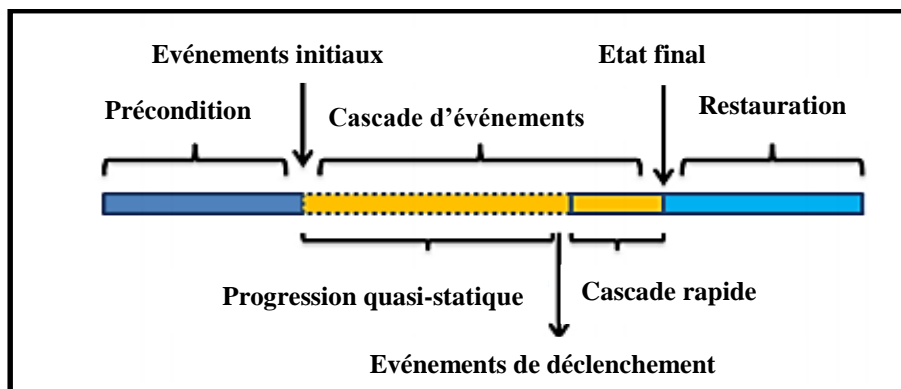 Evénements initiaux
Etat final
Précondition
Cascade d’événements
Restauration
Progression quasi-statique
Cascade rapide
Evénements de déclenchement